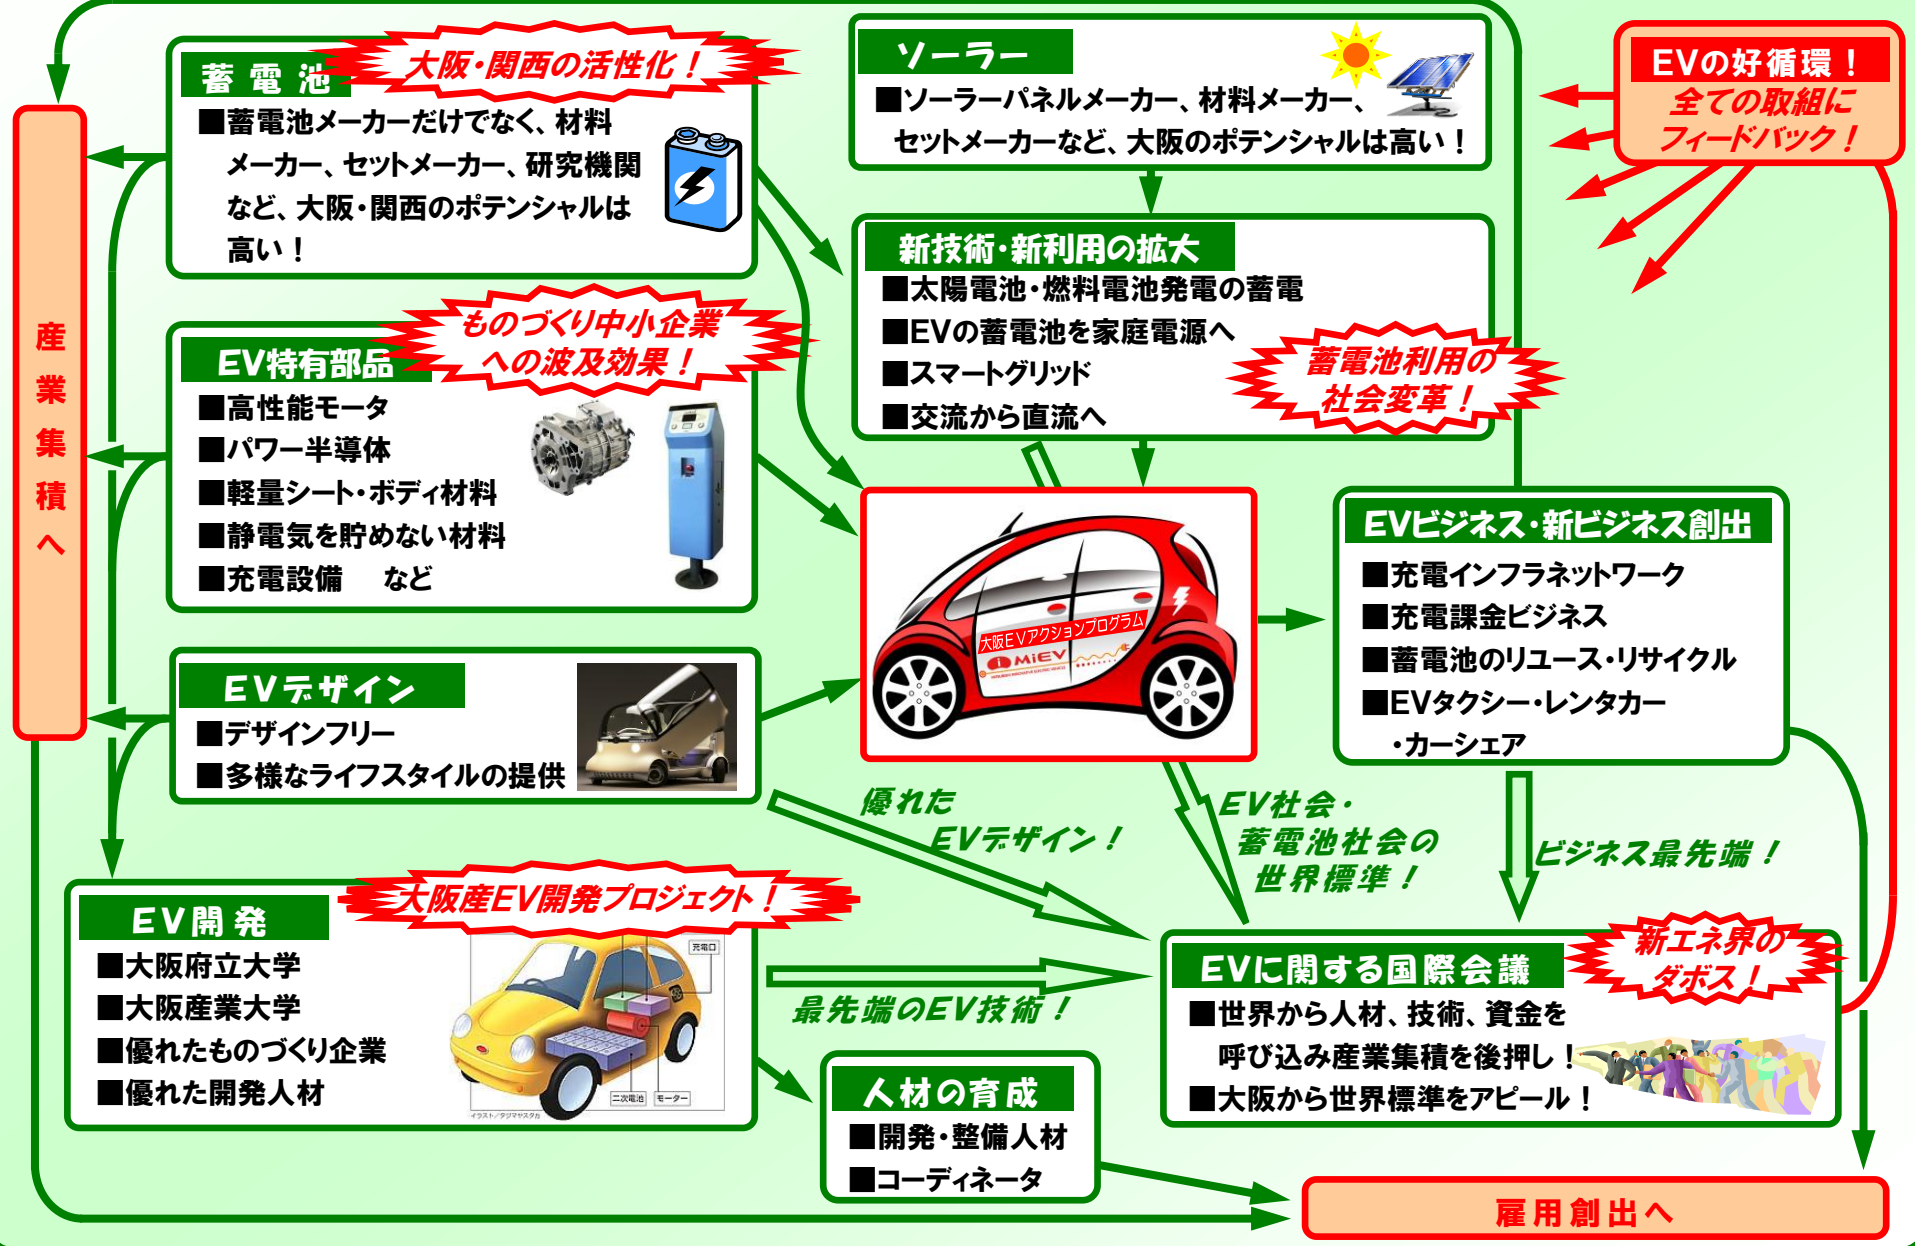 蓄電池
大阪・関西の活性化！
■蓄電池メーカーだけでなく、材料
メーカー、セットメーカー、研究機関
など、大阪・関西のポテンシャルは
高い！
ソーラー
■ソーラーパネルメーカー、材料メーカー、
セットメーカーなど、大阪のポテンシャルは高い！
EVの好循環！
全ての取組に
フィードバック！
産業集積へ
新技術・新利用の拡大
■太陽電池・燃料電池発電の蓄電
■EVの蓄電池を家庭電源へ
■スマートグリッド
■交流から直流へ
蓄電池利用の
社会変革！
EV特有部品
ものづくり中小企業
への波及効果！
■高性能モータ
■パワー半導体
■軽量シート・ボディ材料
■静電気を貯めない材料
■充電設備　など
大阪EVアクションプログラム
i MiEV
EVビジネス・新ビジネス創出
■充電インフラネットワーク
■充電課金ビジネス
■蓄電池のリユース・リサイクル
■EVタクシー・レンタカー
・カーシェア
EVデザイン
■デザインフリー
■多様なライフスタイルの提供
優れた
EVデザイン！
EV社会・
蓄電池社会の
世界標準！
ビジネス最先端！
EV開発
大阪産EV開発プロジェクト！
■大阪府立大学
■大阪産業大学
■優れたものづくり企業
■優れた開発人材
充電口
二次電池
モーター
イラスト／タジマヤスタカ
最先端のEV技術！
EVに関する国際会議
新エネ界の
ダボス！
■世界から人材、技術、資金を
呼び込み産業集積を後押し！
■大阪から世界標準をアピール！
人材の育成
■開発・整備人材
■コーディネータ
雇用創出へ